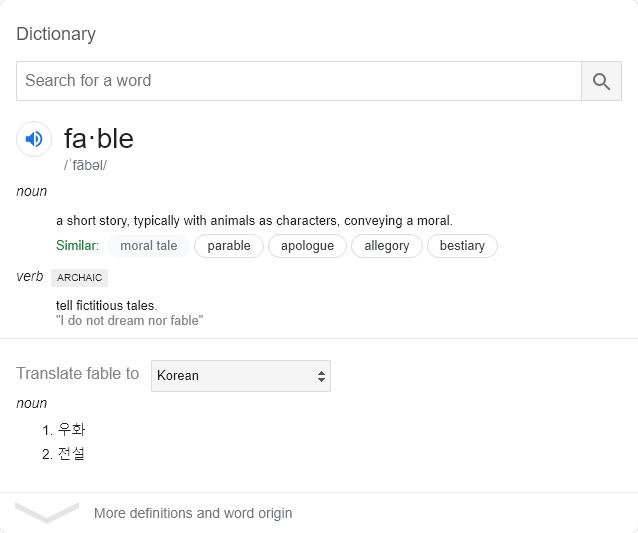 Dictionary
Search for a word
fa·ble
/ˈfābəl/
noun
a short story, typically with animals as characters, conveying a moral.
Similar: moral tale parable apologue allegory bestiary
verb ARCHAIC
tell fictitious tales.
"I do not dream nor fable"
Translate fable to Korean
noun
1. 우화
2. 전설
More definitions and word origin